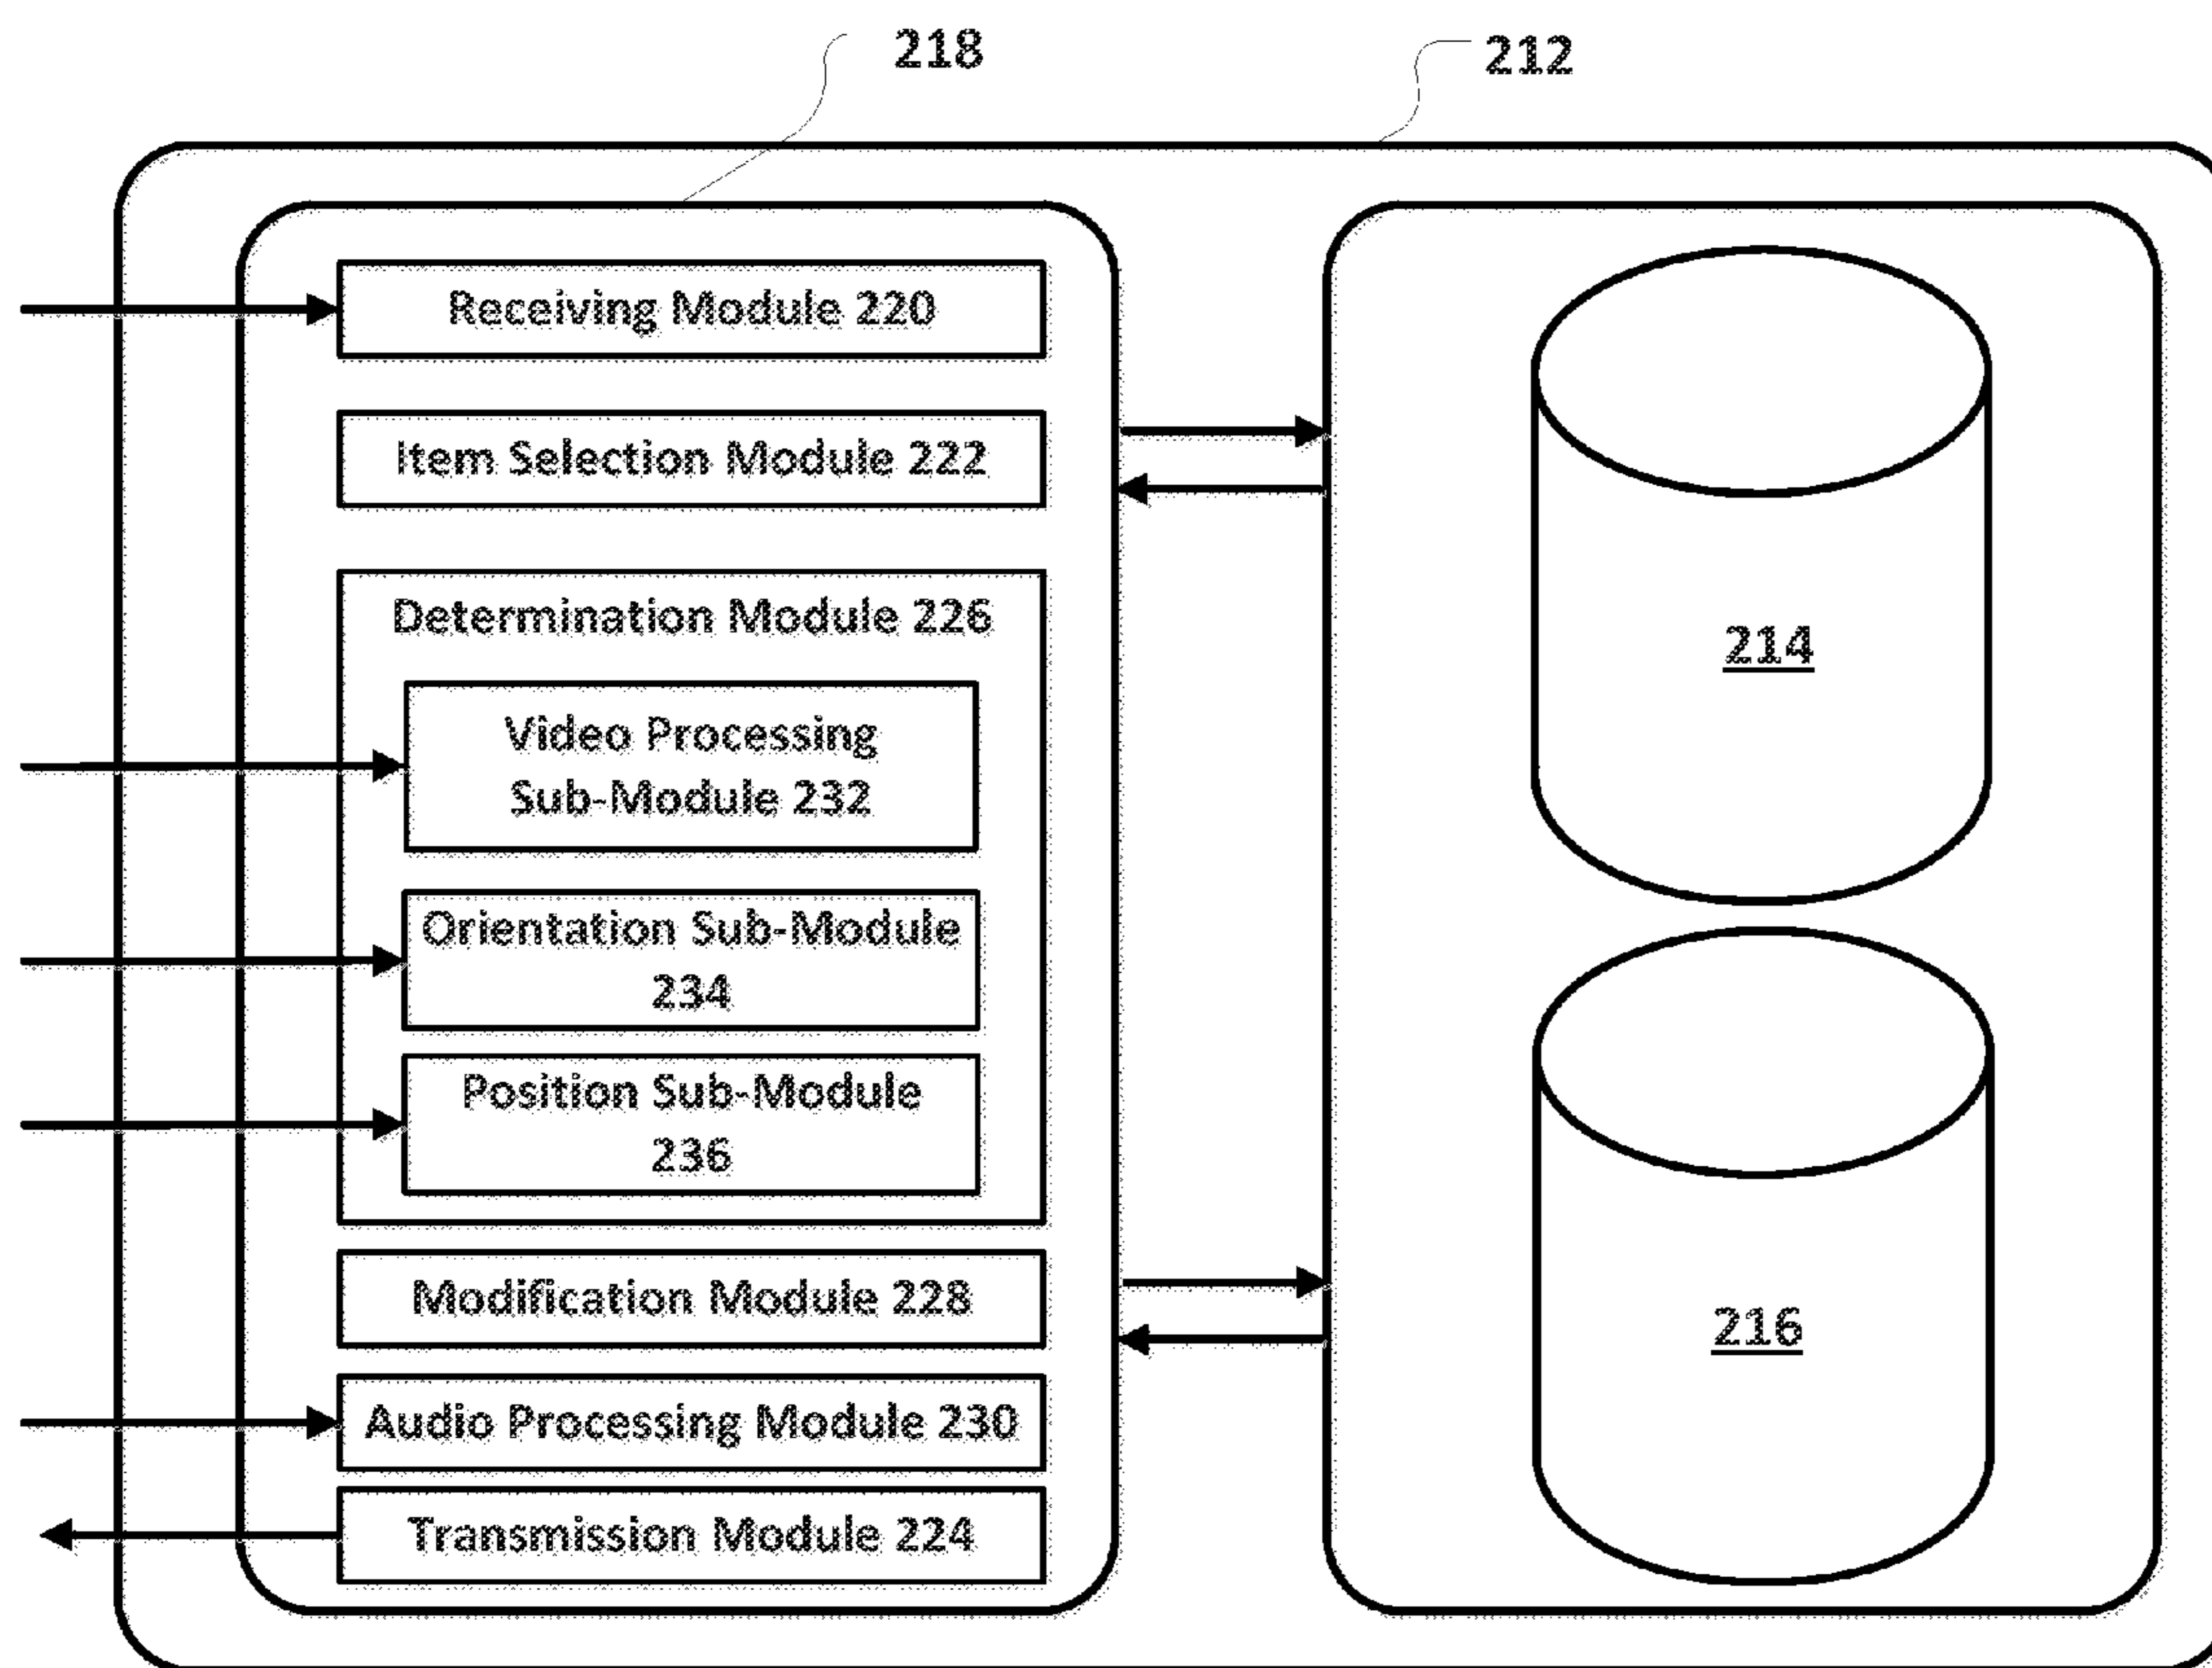 218
212
Receiving Module 220
Item Selection Module 222
Determination Module 226
Video Processing
Sub-Module 232
Orientation Sub-Module
234
Position Sub-Module
236
Modification Module 228
Audio Processing Module 230
Transmission Module 224
214
216